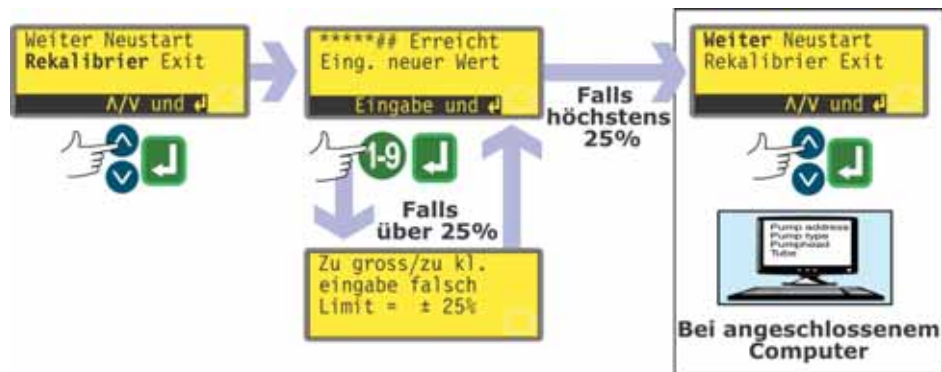 Weiter Neustart
Rekalibrier Exit
Λ/V und ↲
*****## Erreicht
Eing. neuer Wert
Eingabe und ↲
1-9
Falls
über 25%
Zu gross/zu kl.
eingabe falsch
Limit = ± 25%
Falls
höchstens
25%
Weiter Neustart
Rekalibrier Exit
Λ/V und ↲
Pump address
Pump type
Pumphead
Tube
Bei angeschlossenem
Computer